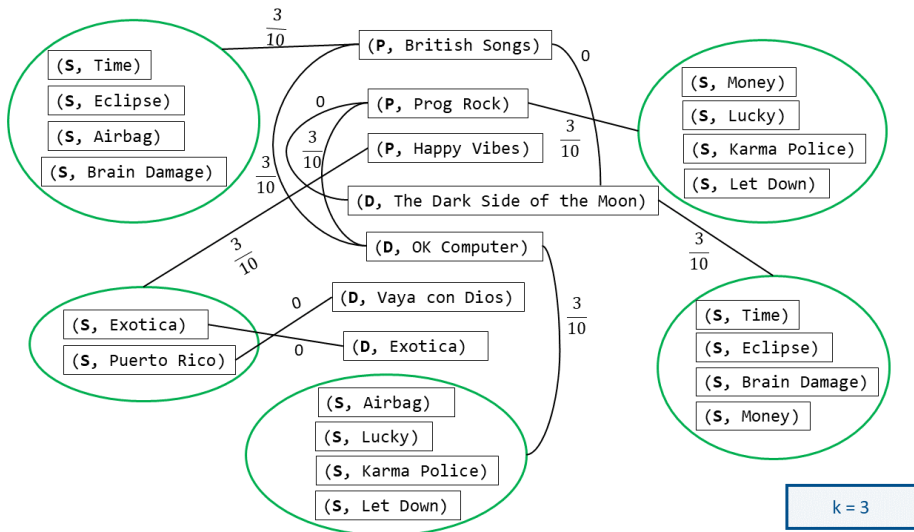 3/10
(P, British Songs)
0
(S, Time)
(S, Eclipse)
(S, Airbag)
(S, Brain Damage)
0
(P, Prog Rock)
3/10
3/10
(P, Happy Vibes)
3/10
(S, Money)
(S, Lucky)
(S, Karma Police)
(S, Let Down)
(D, The Dark Side of the Moon)
3/10
(D, OK Computer)
3/10
0
(D, Vaya con Dios)
3/10
(S, Exotica)
(S, Puerto Rico)
0
(D, Exotica)
(S, Time)
(S, Eclipse)
(S, Brain Damage)
(S, Money)
(S, Airbag)
(S, Lucky)
(S, Karma Police)
(S, Let Down)
k = 3